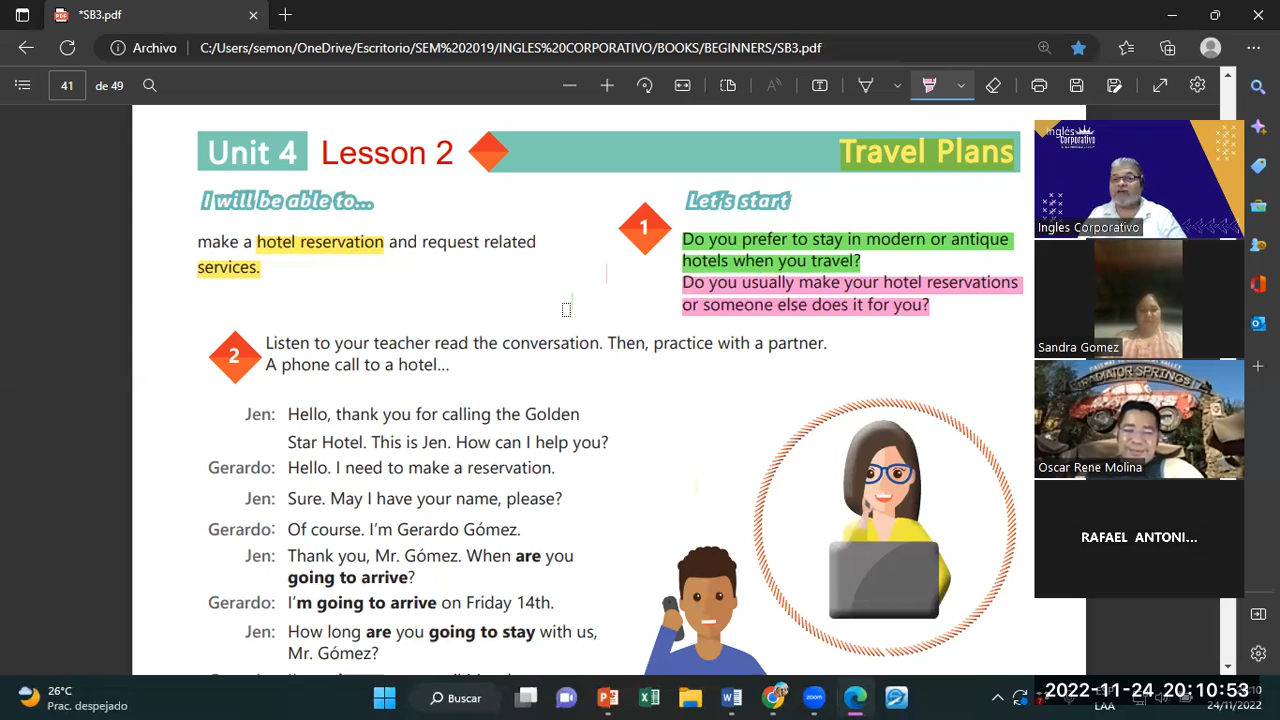 *SB3.pdf
Archivo
C:/Users/semon/OneDrive/Escritorio/SEM%202019/INGLES%20CORPORATIVO/BOOKS/BEGINNERS/SB3.pdf
41
de 49
Unit 4
Lesson 2
Travel Plans
I will be able to...
make a hotel reservation and request related
services.
1
Let's start
Do you prefer to stay in modern or antique
hotels when you travel?
Do you usually make your hotel reservations
or someone else does it for you?
2
Listen to your teacher read the conversation. Then, practice with a partner.
A phone call to a hotel...
Jen: Hello, thank you for calling the Golden
Star Hotel. This is Jen. How can I help you?
Gerardo: Hello. I need to make a reservation.
Jen: Sure. May I have your name, please?
Gerardo: Of course. I'm Gerardo Gómez.
Jen: Thank you, Mr. Gómez. When are you
going to arrive?
Gerardo: I'm going to arrive on Friday 14th.
Jen: How long are you going to stay with us,
Mr. Gómez?
Inglés
Corporativo
Ingles Corporativo
Sandra Gomez
RADIATOR SPRINGS
Oscar Rene Molina
RAFAEL ANTONI...
26°C
Prac. despejado
Buscar
zoom
ESP
LAA
2022-11-24 20:10:53
24/11/2022